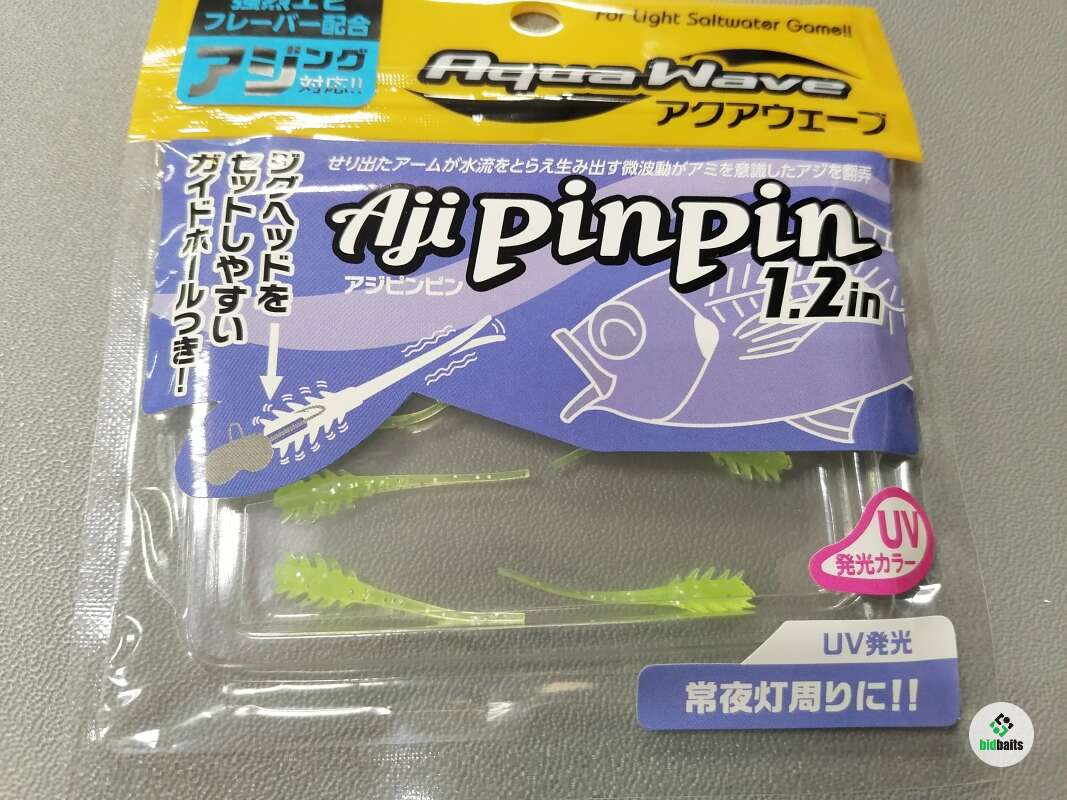 強烈エビ
フレーバー配合
アジング
対応!!
For Light Saltwater Game!!
Aqua Wave
アクアウェーブ
せり出たアームが水流をとらえ生み出す微波動がアミを意識したアジを翻弄
Aji pinpin
アジピンピン
1.2in
ジグヘッドを
セットしやすい
ガイドホールつき!
UV
発光カラー
UV発光
常夜灯周りに!!
bidbaits